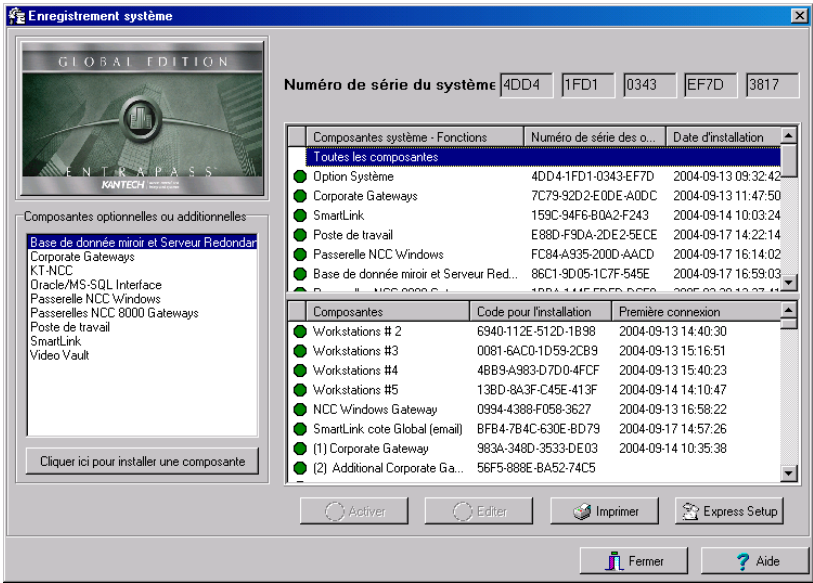 Enregistrement système
GLOBAL EDITION
ENTRAPASS
KANTECH
Numéro de série du système 4DD4 1FD1 0343 EF7D 3817
Composantes système - Fonctions Numéro de série des o... Date d'installation
Toutes les composantes
Option Système 4DD4-1FD1-0343-EF7D 2004-09-13 09:32:42
Corporate Gateways 7C79-92D2-E0DE-A0DC 2004-09-13 11:47:50
SmartLink 159C-94F6-B0A2-F243 2004-09-14 10:03:24
Poste de travail E88D-F9DA-2DE2-5ECE 2004-09-17 14:22:14
Passerelle NCC Windows FC84-A935-200D-AACD 2004-09-17 16:14:02
Base de donnée miroir et Serveur Red... 86C1-9D05-1C7F-545E 2004-09-17 16:59:03
Composantes optionnelles ou additionnelles
Base de donnée miroir et Serveur Redondar
Corporate Gateways
KT-NCC
Oracle/MS-SQL Interface
Passerelle NCC Windows
Passerelles NCC 8000 Gateways
Poste de travail
SmartLink
Video Vault
Cliquer ici pour installer une composante
Composantes Code pour l'installation Première connexion
Workstations # 2 6940-112E-512D-1B98 2004-09-13 14:40:30
Workstations #3 0081-6AC0-1D59-2CB9 2004-09-13 15:16:51
Workstations #4 4BB9-A983-D7D0-4FCF 2004-09-13 15:40:23
Workstations #5 13BD-8A3F-C45E-413F 2004-09-14 14:10:47
NCC Windows Gateway 0994-4388-F058-3627 2004-09-13 16:58:22
SmartLink cote Global (email) BFB4-7B4C-630E-BD79 2004-09-17 14:57:26
(1) Corporate Gateway 983A-348D-3533-DE03 2004-09-14 10:35:38
(2) Additional Corporate Ga... 56F5-888E-BA52-74C5
Activer Editer Imprimer Express Setup
Fermer Aide